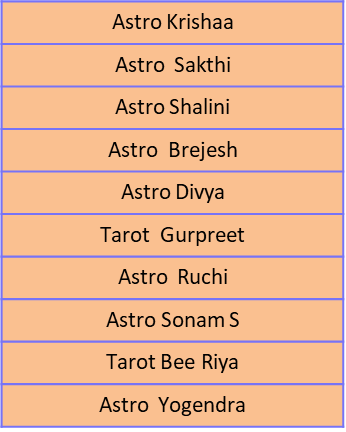 Astro Krishaa
Astro Sakthi
Astro Shalini
Astro Brejesh
Astro Divya
Tarot Gurpreet
Astro Ruchi
Astro Sonam S
Tarot Bee Riya
Astro Yogendra